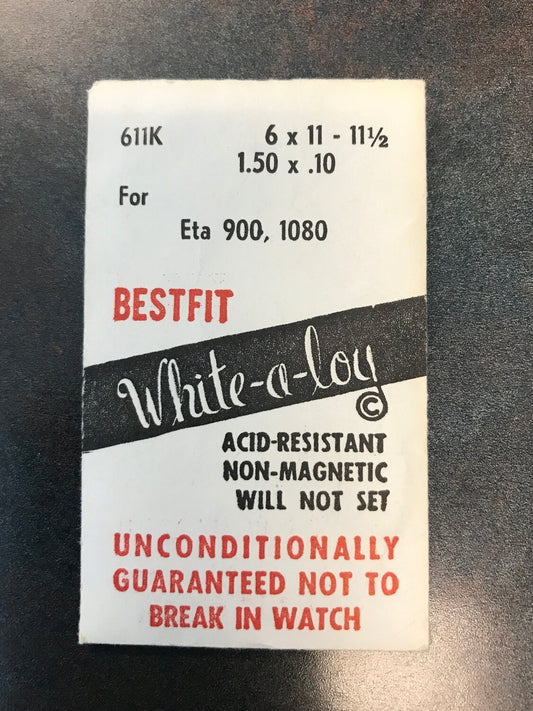 611K 6 x 11 - 11½
1.50 x .10
For
Eta 900, 1080
BESTFIT
White-a-loy ©
ACID-RESISTANT
NON-MAGNETIC
WILL NOT SET
UNCONDITIONALLY
GUARANTEED NOT TO
BREAK IN WATCH